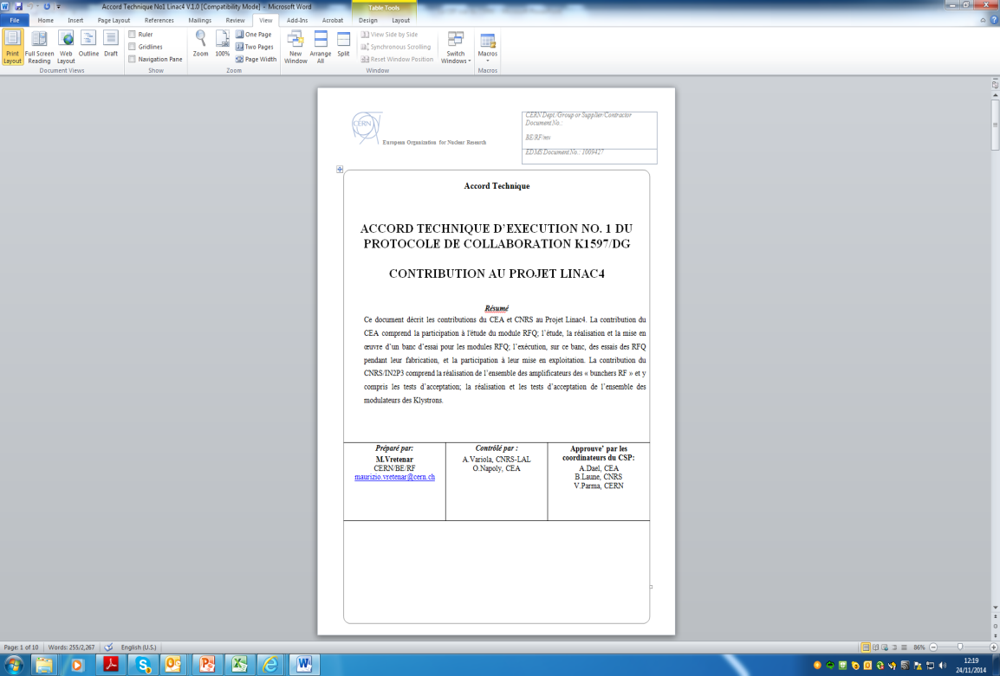 Accord Technique No1 Linac4 V.1.0 [Compatibility Mode] - Microsoft Word
Table Tools
File Home Insert Page Layout References Mailings Review View Add-Ins Acrobat Design Layout
Print Layout
Full Screen Reading
Web Layout
Outline
Draft
Document Views
Ruler
Gridlines
Navigation Pane
Show
Zoom
100%
One Page
Two Pages
Page Width
Zoom
New Window
Arrange All
Split
View Side by Side
Synchronous Scrolling
Reset Window Position
Window
Switch Windows
Macros
Macros
CERN
European Organization for Nuclear Research
CERN Dept./Group or Supplier/Contractor
Document No.:
BE/RF/mv
EDMS Document No.: 1009427
Accord Technique
ACCORD TECHNIQUE D’EXECUTION NO. 1 DU
PROTOCOLE DE COLLABORATION K1597/DG
CONTRIBUTION AU PROJET LINAC4
Résumé
Ce document décrit les contributions du CEA et CNRS au Projet Linac4. La contribution du
CEA comprend la participation à l'étude du module RFQ; l’étude, la réalisation et la mise en
œuvre d’un banc d’essai pour les modules RFQ; l’exécution, sur ce banc, des essais des RFQ
pendant leur fabrication, et la participation à leur mise en exploitation. La contribution du
CNRS/IN2P3 comprend la réalisation de l’ensemble des amplificateurs des « bunchers RF » et y
compris les tests d’acceptation; la réalisation et les tests d’acceptation de l’ensemble des
modulateurs des Klystrons.
Préparé par:
M.Vretenar
CERN/BE/RF
maurizio.vretenar@cern.ch
Contrôlé par :
A.Variola, CNRS-LAL
O.Napoly, CEA
Approuve’ par les
coordinateurs du CSP:
A.Dael, CEA
B.Laune, CNRS
V.Parma, CERN
Page: 1 of 10 Words: 255/2,267 English (U.S.) 86%
12:19
24/11/2014